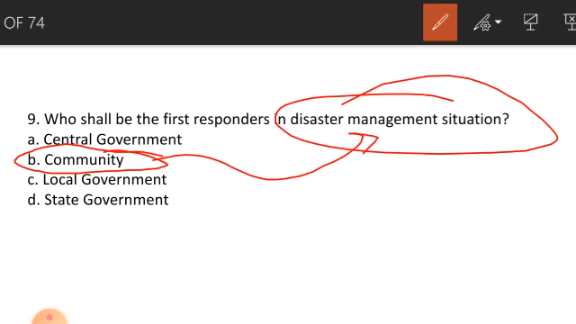 OF 74
9. Who shall be the first responders in disaster management situation?
a. Central Government
b. Community
c. Local Government
d. State Government